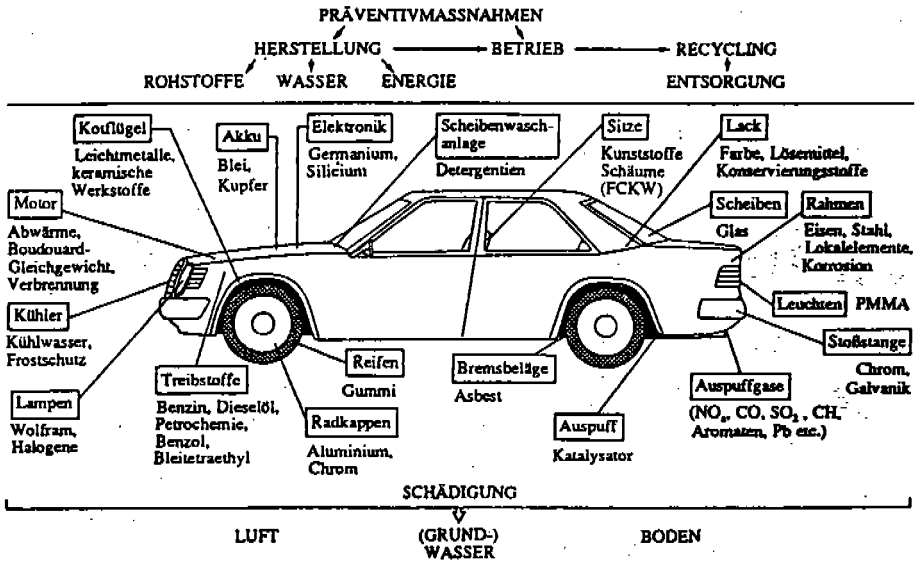 PRÄVENTIVMASSNAHMEN
HERSTELLUNG BETRIEB RECYCLING
ROHSTOFFE WASSER ENERGIE ENTSORGUNG
Kotflügel
Leichtmetalle,
keramische
Werkstoffe
Akku
Blei,
Kupfer
Elektronik
Germanium,
Silicium
Scheibenwasch-
anlage
Detergentien
Sitze
Kunststoffe
Schäume
(FCKW)
Lack
Farbe, Lösemittel,
Konservierungsstoffe
Motor
Abwärme,
Boudouard-
Gleichgewicht,
Verbrennung
Scheiben
Glas
Rahmen
Eisen, Stahl,
Lokalelemente,
Korrosion
Kühler
Kühlwasser,
Frostschutz
Leuchten PMMA
Stoßstange
Chrom,
Galvanik
Lampen
Wolfram,
Halogene
Treibstoffe
Benzin, Dieselöl,
Petrochemie,
Benzol,
Bleitetraethyl
Reifen
Gummi
Radkappen
Aluminium,
Chrom
Bremsbeläge
Asbest
Auspuff
Katalysator
Auspuffgase
(NOₓ, CO, SO₂, CH,
Aromaten, Pb etc.)
SCHÄDIGUNG
LUFT (GRUND-) BODEN
WASSER